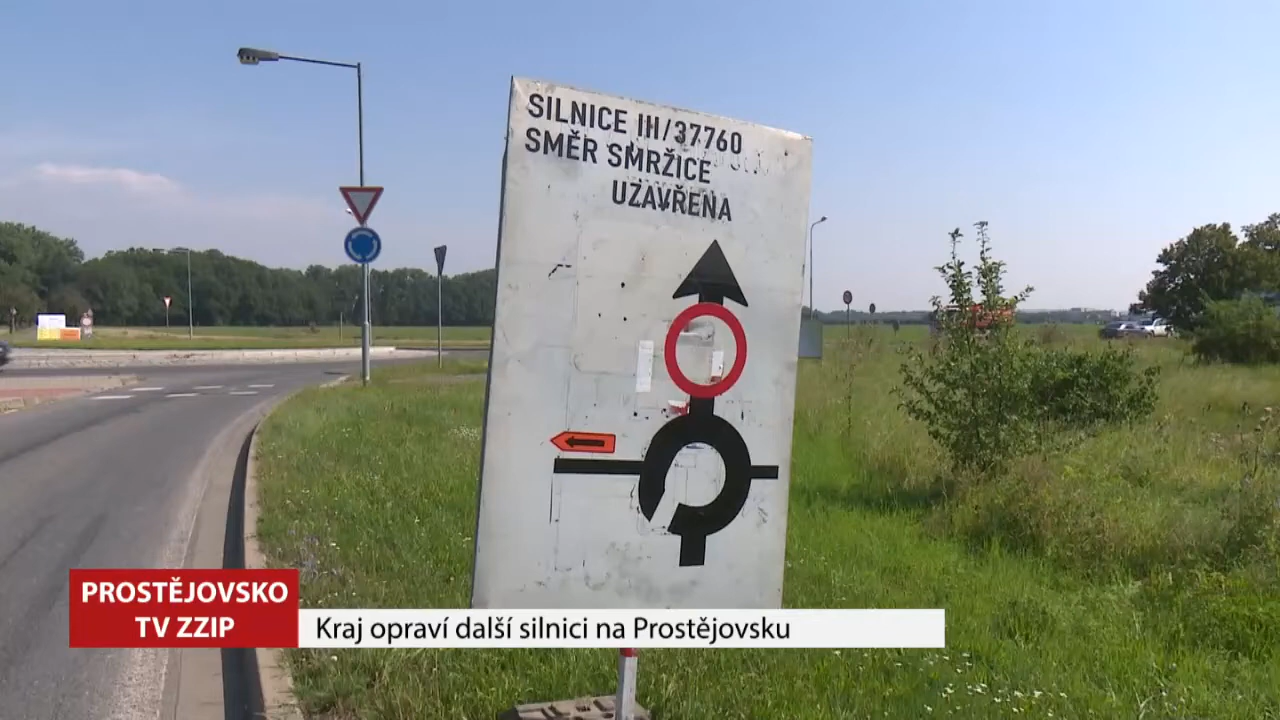 SILNICE III/37760
SMĚR SMRŽICE
UZAVŘENA
PROSTĚJOVSKO
TV ZZIP
Kraj opraví další silnici na Prostějovsku